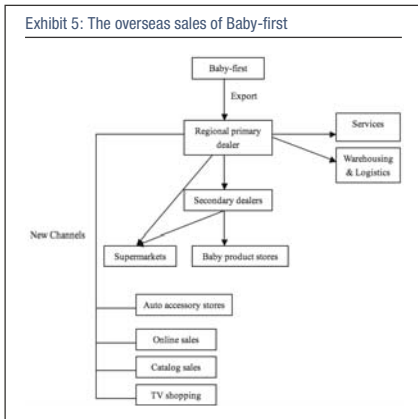 Exhibit 5: The overseas sales of Baby-first
Baby-first
Export
Regional primary
dealer
Services
Warehousing
& Logistics
Secondary dealers
New Channels
Supermarkets
Baby product stores
Auto accessory stores
Online sales
Catalog sales
TV shopping